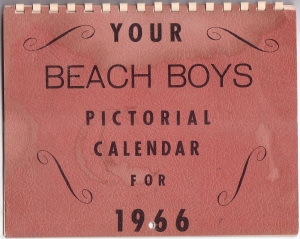 YOUR
BEACH BOYS
PICTORIAL
CALENDAR
FOR
1966